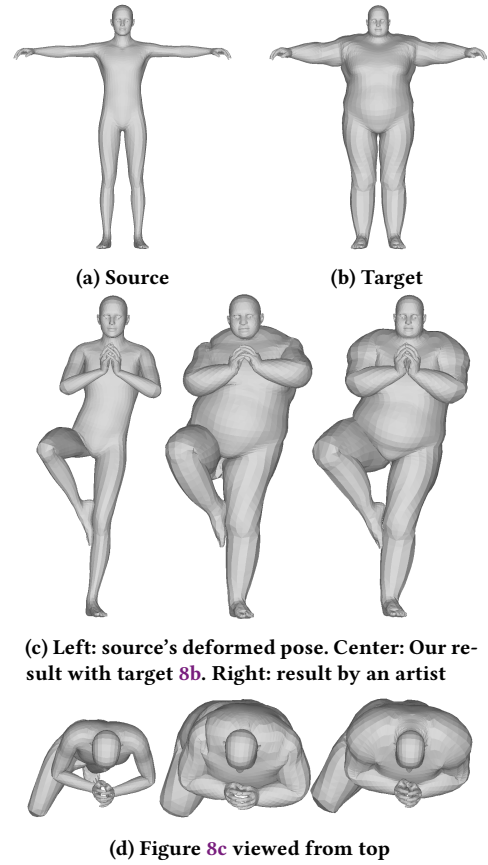 (a) Source
(b) Target
(c) Left: source's deformed pose. Center: Our re-
sult with target 8b. Right: result by an artist
(d) Figure 8c viewed from top